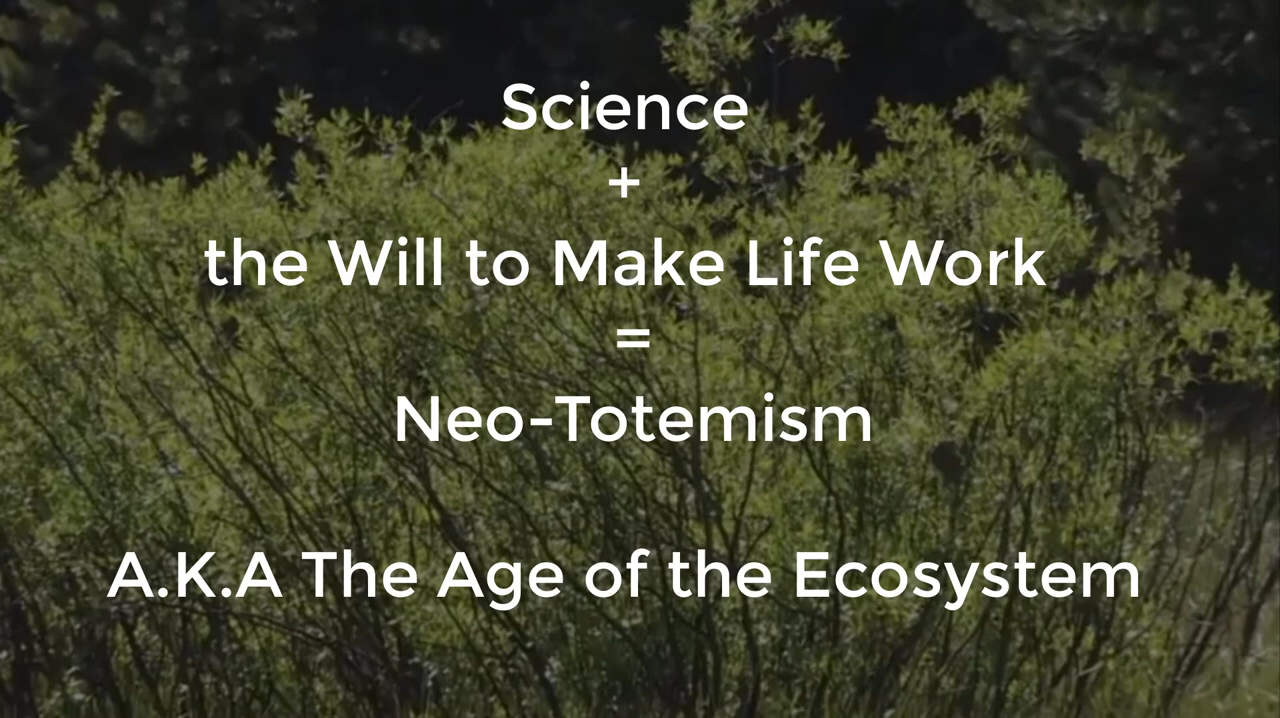 Science
+
the Will to Make Life Work
=
Neo-Totemism
A.K.A The Age of the Ecosystem